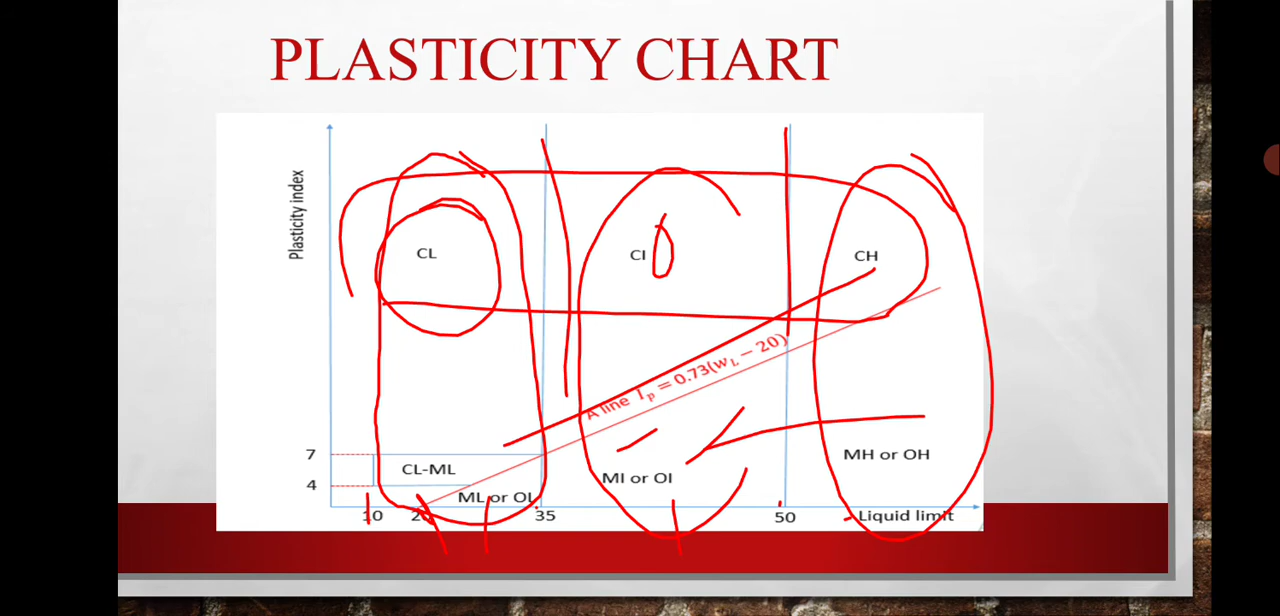 PLASTICITY CHART
Plasticity index
CL
CI
CH
A line Iₚ = 0.73(w_L − 20)
7
CL-ML
MI or OI
MH or OH
4
ML or OL
10
20
35
50
Liquid limit